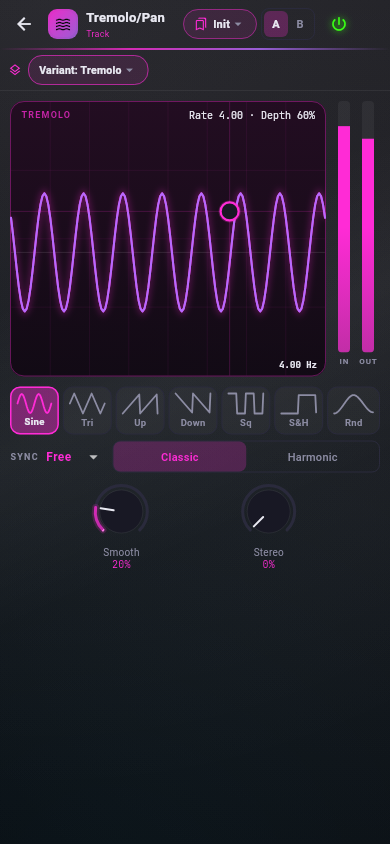 Tremolo/Pan
Track
Init
A
B
Variant: Tremolo
TREMOLO
Rate 4.00 · Depth 60%
4.00 Hz
IN
OUT
Sine
Tri
Up
Down
Sq
S&H
Rnd
SYNC
Free
Classic
Harmonic
Smooth
20%
Stereo
0%